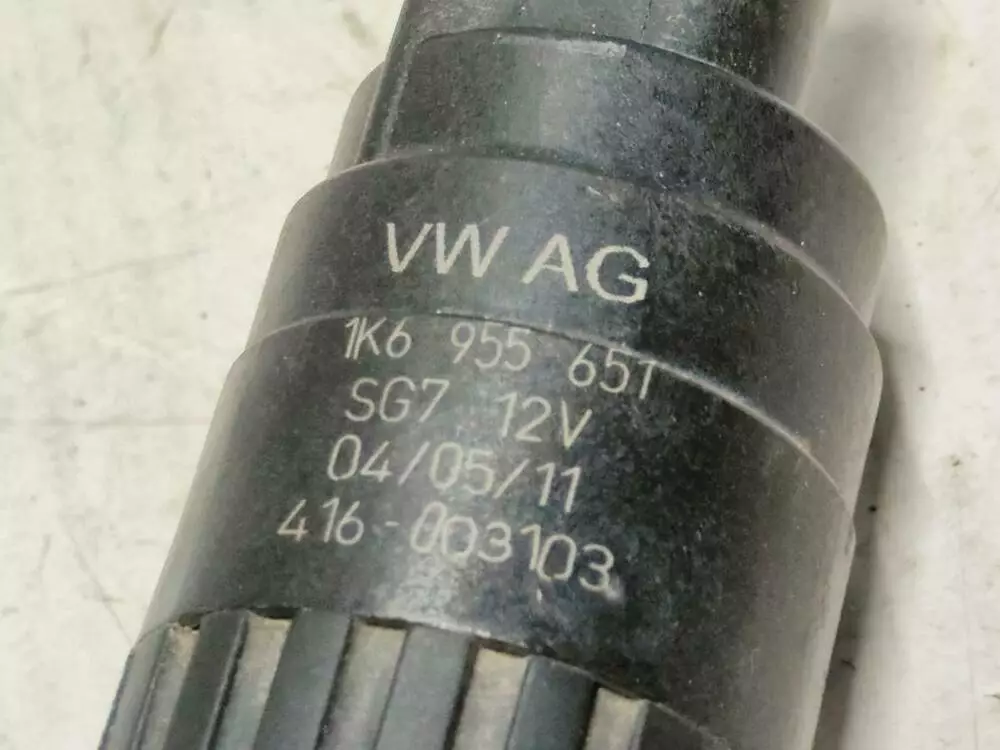 VW AG
1K6 955 651
SG7 12V
04/05/11
416-003103